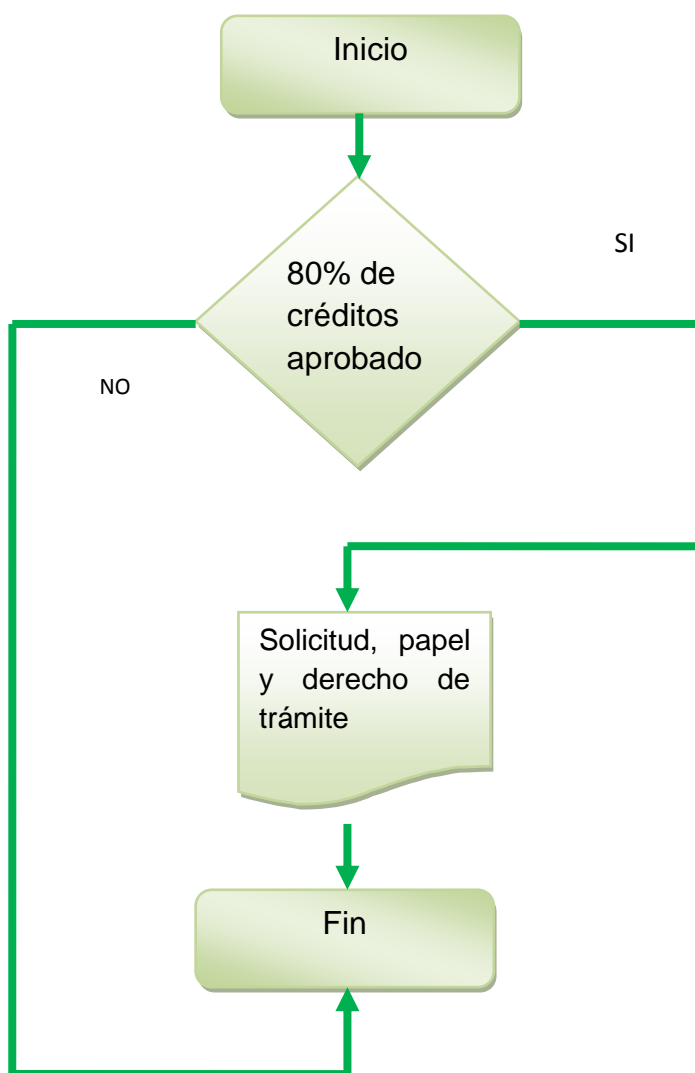 Inicio
SI
80% de
créditos
aprobado
NO
Solicitud, papel
y derecho de
trámite
Fin